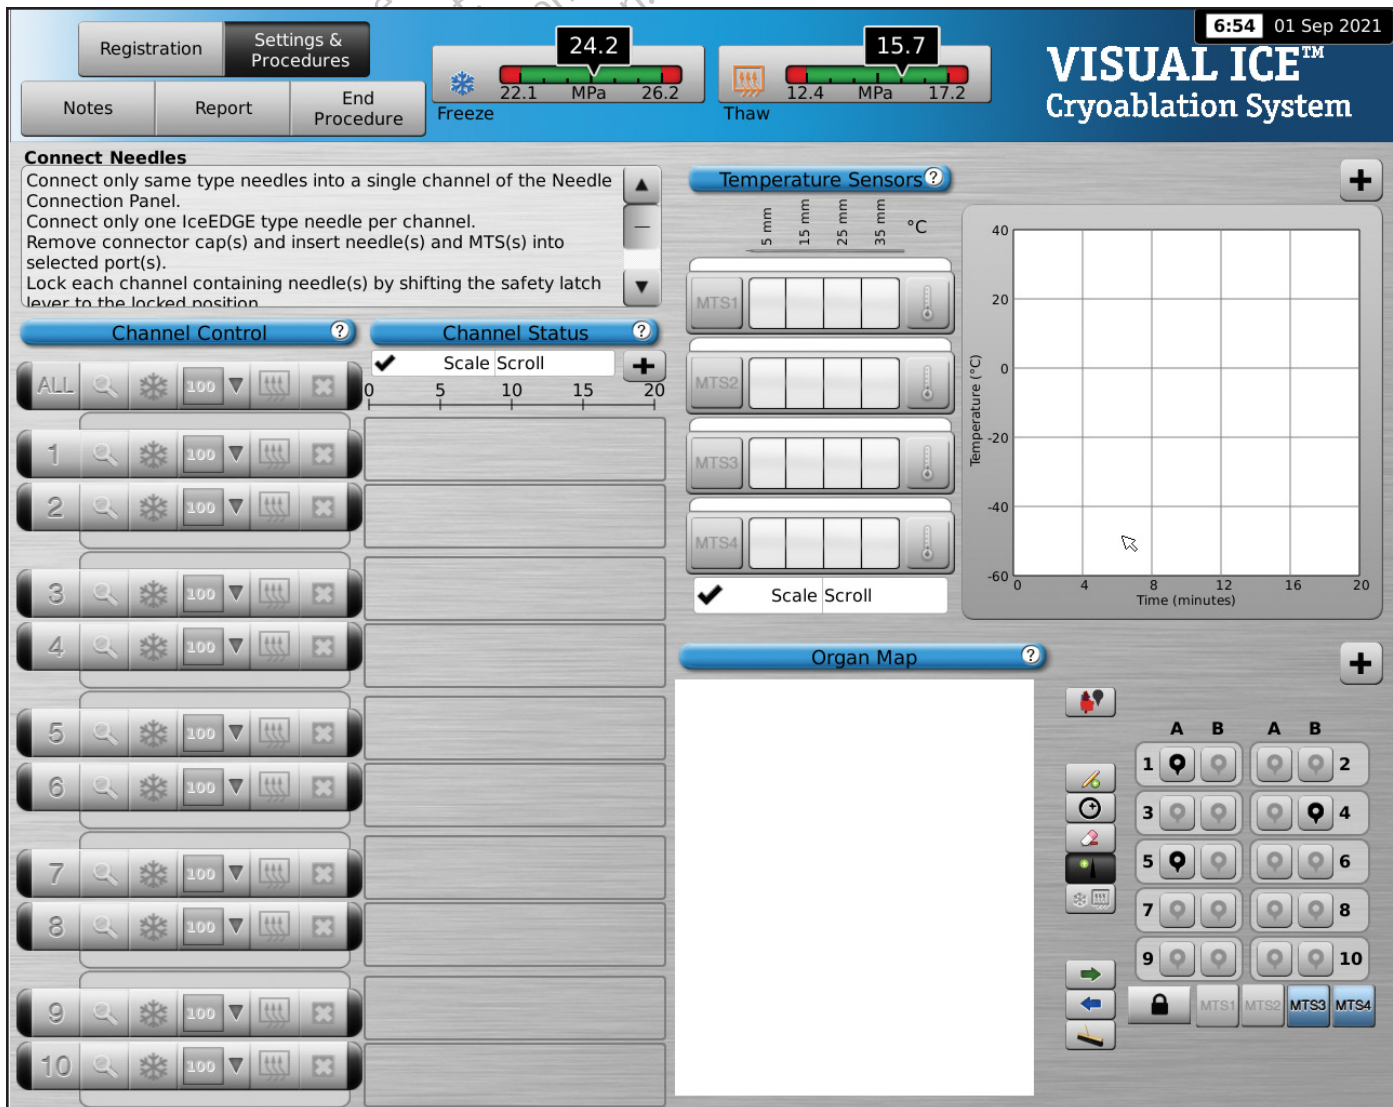 6:54 01 Sep 2021
Registration
Settings & Procedures
Notes
Report
End Procedure
24.2
22.1 MPa 26.2
Freeze
15.7
12.4 MPa 17.2
Thaw
VISUAL ICE™
Cryoablation System
Connect Needles
Connect only same type needles into a single channel of the Needle
Connection Panel.
Connect only one IceEDGE type needle per channel.
Remove connector cap(s) and insert needle(s) and MTS(s) into
selected port(s).
Lock each channel containing needle(s) by shifting the safety latch
lever to the locked position
Channel Control ?
Channel Status ?
Scale Scroll
0 5 10 15 20
ALL 100
1 100
2 100
3 100
4 100
5 100
6 100
7 100
8 100
9 100
10 100
Temperature Sensors ?
5 mm 15 mm 25 mm 35 mm °C
MTS1
MTS2
MTS3
MTS4
Scale Scroll
Temperature (°C)
40
20
0
-20
-40
-60
0 4 8 12 16 20
Time (minutes)
Organ Map ?
A B A B
1 2
3 4
5 6
7 8
9 10
MTS1 MTS2 MTS3 MTS4